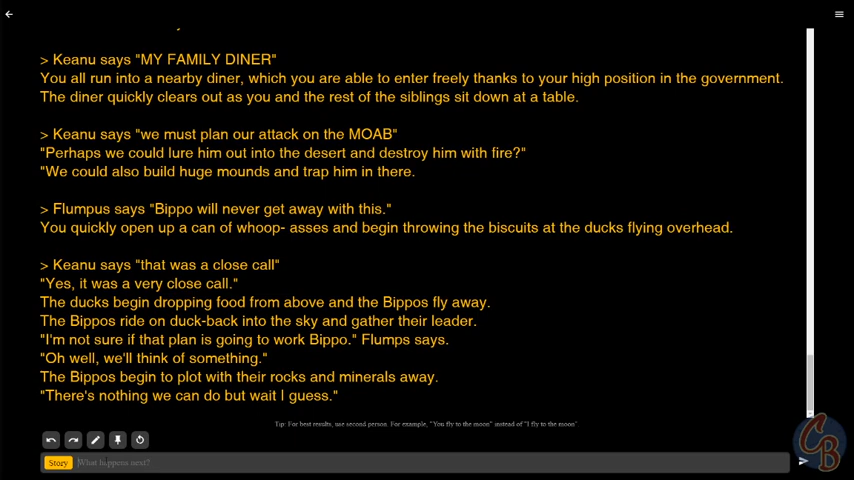 > Keanu says "MY FAMILY DINER"
You all run into a nearby diner, which you are able to enter freely thanks to your high position in the government.
The diner quickly clears out as you and the rest of the siblings sit down at a table.
> Keanu says "we must plan our attack on the MOAB"
"Perhaps we could lure him out into the desert and destroy him with fire?"
"We could also build huge mounds and trap him in there.
> Flumpus says "Bippo will never get away with this."
You quickly open up a can of whoop- asses and begin throwing the biscuits at the ducks flying overhead.
> Keanu says "that was a close call"
"Yes, it was a very close call."
The ducks begin dropping food from above and the Bippos fly away.
The Bippos ride on duck-back into the sky and gather their leader.
"I'm not sure if that plan is going to work Bippo." Flumps says.
"Oh well, we'll think of something."
The Bippos begin to plot with their rocks and minerals away.
"There's nothing we can do but wait I guess."
Tip: For best results, use second person. For example, "You fly to the moon" instead of "I fly to the moon".
Story What happens next?
CB